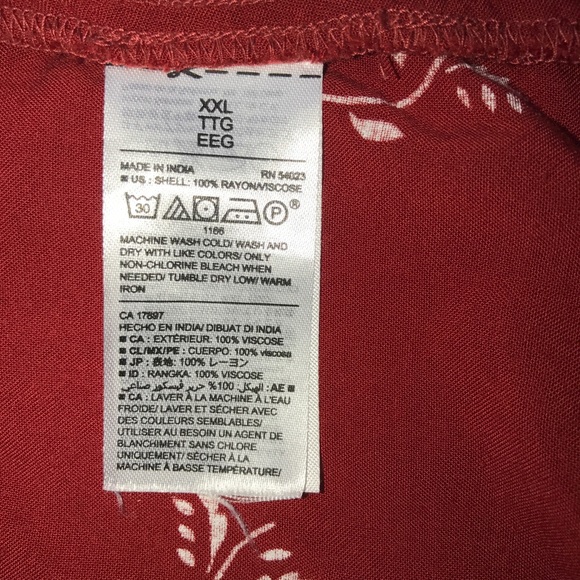 XXL
TTG
EEG
MADE IN INDIA RN 54023
■ US : SHELL: 100% RAYON/VISCOSE
30 P ®
1166
MACHINE WASH COLD/ WASH AND
DRY WITH LIKE COLORS/ ONLY
NON-CHLORINE BLEACH WHEN
NEEDED/ TUMBLE DRY LOW/ WARM
IRON
CA 17897
HECHO EN INDIA/ DIBUAT DI INDIA
■ CA : EXTÉRIEUR: 100% VISCOSE
■ CL/MX/PE : CUERPO: 100% viscosa
■ JP : 表地: 100% レーヨン
■ ID : RANGKA: 100% VISCOSE
■ AE : الهيكل: 100% حرير فيسكوز صناعي
■ CA : LAVER À LA MACHINE À L'EAU
FROIDE/ LAVER ET SÉCHER AVEC
DES COULEURS SEMBLABLES/
UTILISER AU BESOIN UN AGENT DE
BLANCHIMENT SANS CHLORE
UNIQUEMENT/ SÉCHER À LA
MACHINE À BASSE TEMPÉRATURE/